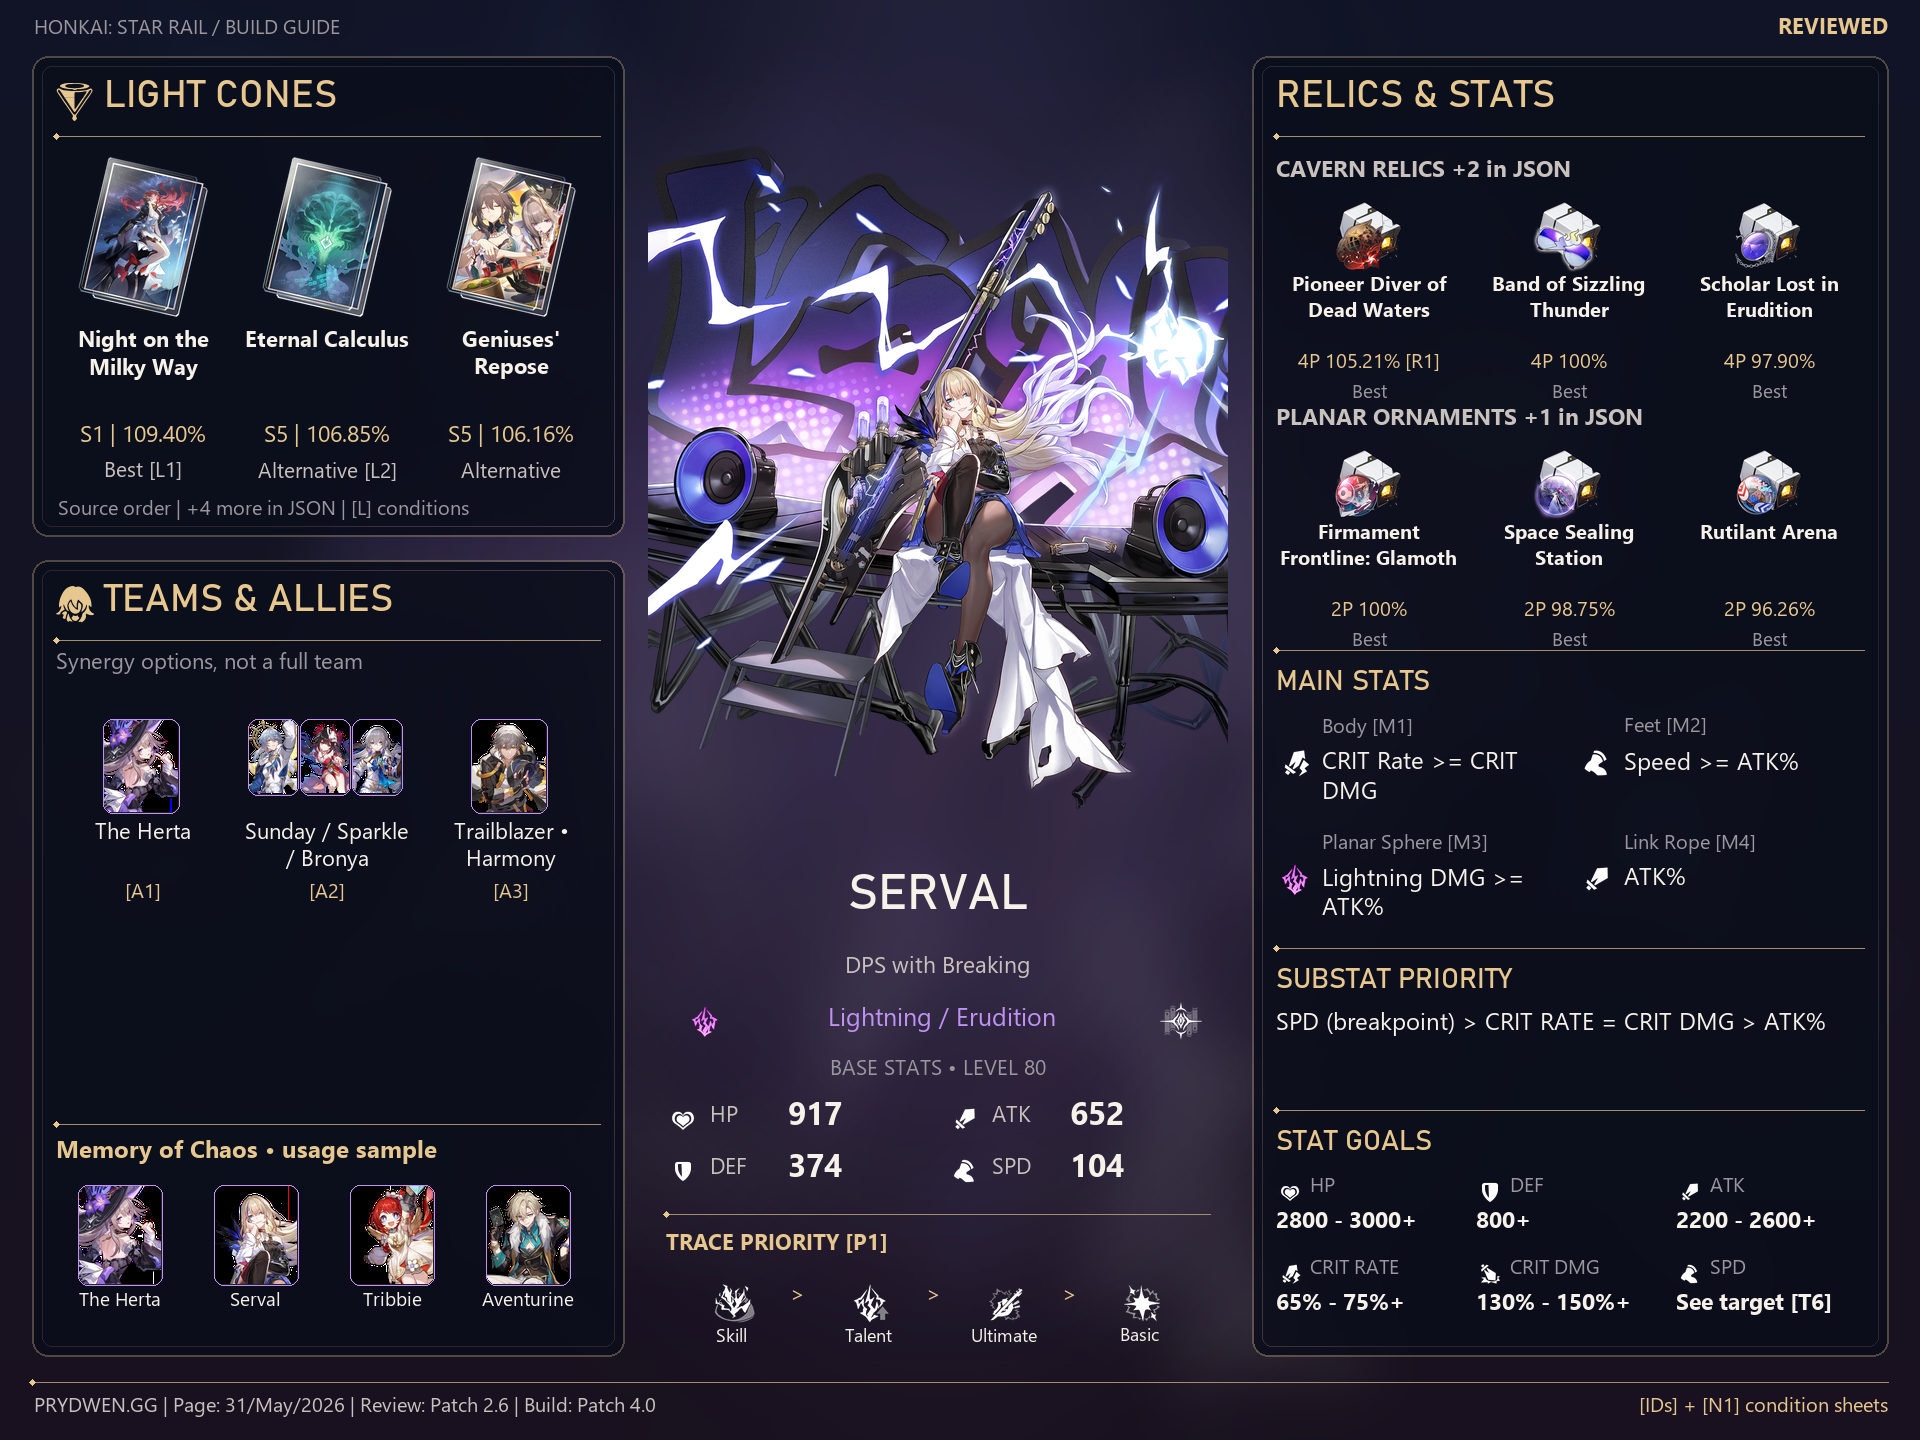 HONKAI: STAR RAIL / BUILD GUIDE
REVIEWED
LIGHT CONES
Night on the
Milky Way
S1 | 109.40%
Best [L1]
Eternal Calculus
S5 | 106.85%
Alternative [L2]
Geniuses'
Repose
S5 | 106.16%
Alternative
Source order | +4 more in JSON | [L] conditions
TEAMS & ALLIES
Synergy options, not a full team
The Herta
[A1]
Sunday / Sparkle
/ Bronya
[A2]
Trailblazer •
Harmony
[A3]
Memory of Chaos • usage sample
The Herta
Serval
Tribbie
Aventurine
SERVAL
DPS with Breaking
Lightning / Erudition
BASE STATS • LEVEL 80
HP 917
ATK 652
DEF 374
SPD 104
TRACE PRIORITY [P1]
Skill > Talent > Ultimate > Basic
RELICS & STATS
CAVERN RELICS +2 in JSON
Pioneer Diver of
Dead Waters
4P 105.21% [R1]
Best
Band of Sizzling
Thunder
4P 100%
Best
Scholar Lost in
Erudition
4P 97.90%
Best
PLANAR ORNAMENTS +1 in JSON
Firmament
Frontline: Glamoth
2P 100%
Best
Space Sealing
Station
2P 98.75%
Best
Rutilant Arena
2P 96.26%
Best
MAIN STATS
Body [M1]
CRIT Rate >= CRIT
DMG
Feet [M2]
Speed >= ATK%
Planar Sphere [M3]
Lightning DMG >=
ATK%
Link Rope [M4]
ATK%
SUBSTAT PRIORITY
SPD (breakpoint) > CRIT RATE = CRIT DMG > ATK%
STAT GOALS
HP
2800 - 3000+
DEF
800+
ATK
2200 - 2600+
CRIT RATE
65% - 75%+
CRIT DMG
130% - 150%+
SPD
See target [T6]
PRYDWEN.GG | Page: 31/May/2026 | Review: Patch 2.6 | Build: Patch 4.0
[IDs] + [N1] condition sheets